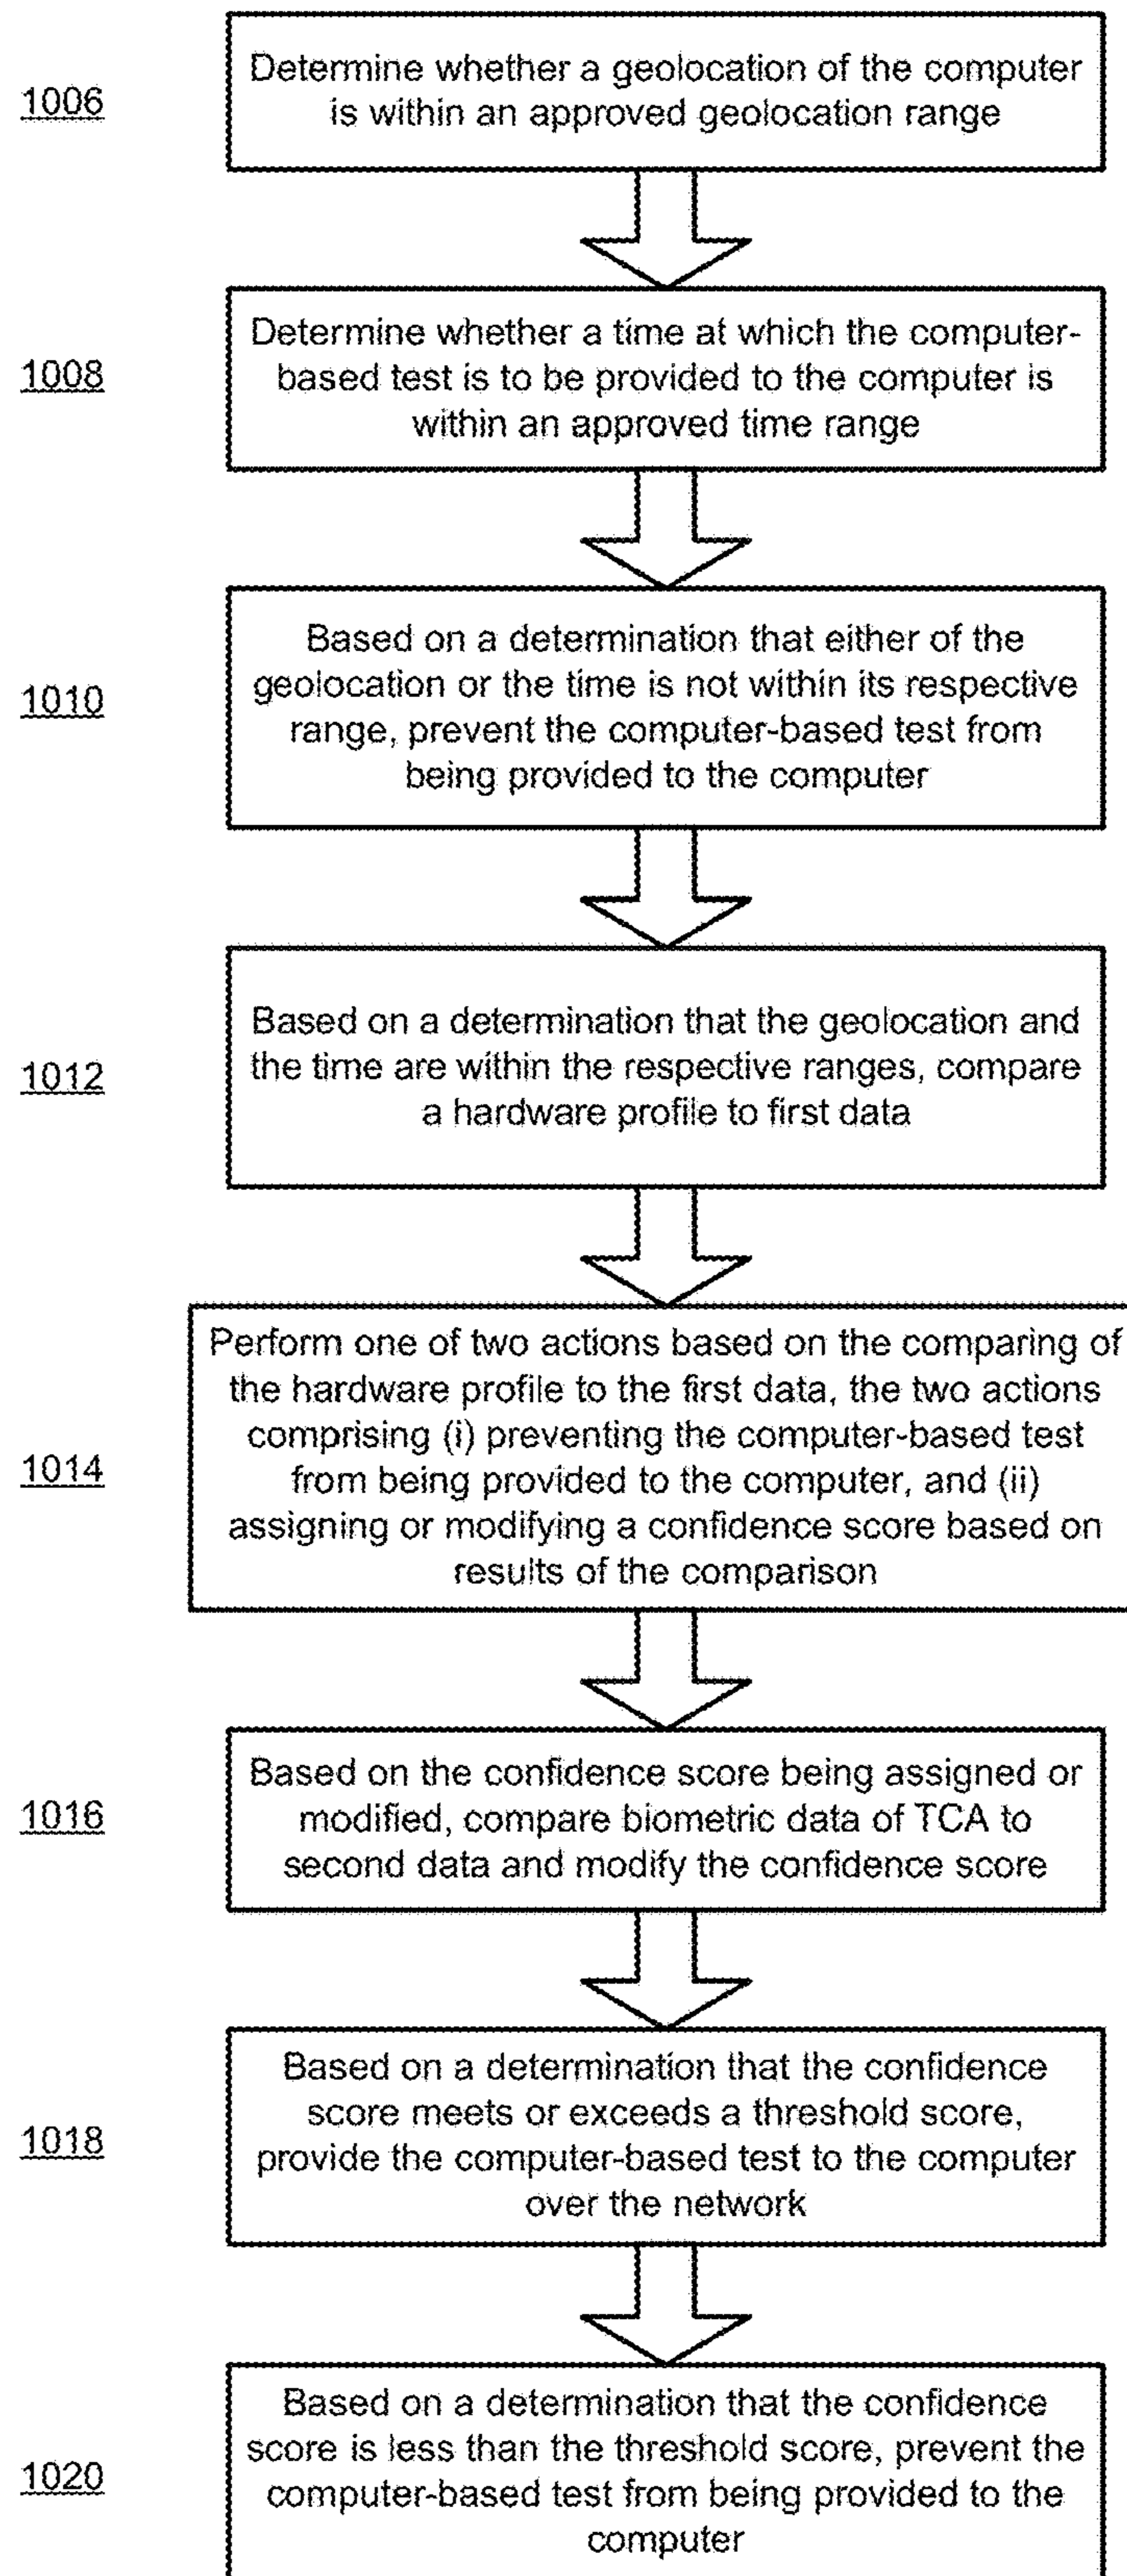 1006
Determine whether a geolocation of the computer
is within an approved geolocation range
1008
Determine whether a time at which the computer-
based test is to be provided to the computer is
within an approved time range
1010
Based on a determination that either of the
geolocation or the time is not within its respective
range, prevent the computer-based test from
being provided to the computer
1012
Based on a determination that the geolocation and
the time are within the respective ranges, compare
a hardware profile to first data
1014
Perform one of two actions based on the comparing of
the hardware profile to the first data, the two actions
comprising (i) preventing the computer-based test
from being provided to the computer, and (ii)
assigning or modifying a confidence score based on
results of the comparison
1016
Based on the confidence score being assigned or
modified, compare biometric data of TCA to
second data and modify the confidence score
1018
Based on a determination that the confidence
score meets or exceeds a threshold score,
provide the computer-based test to the computer
over the network
1020
Based on a determination that the confidence
score is less than the threshold score, prevent the
computer-based test from being provided to the
computer